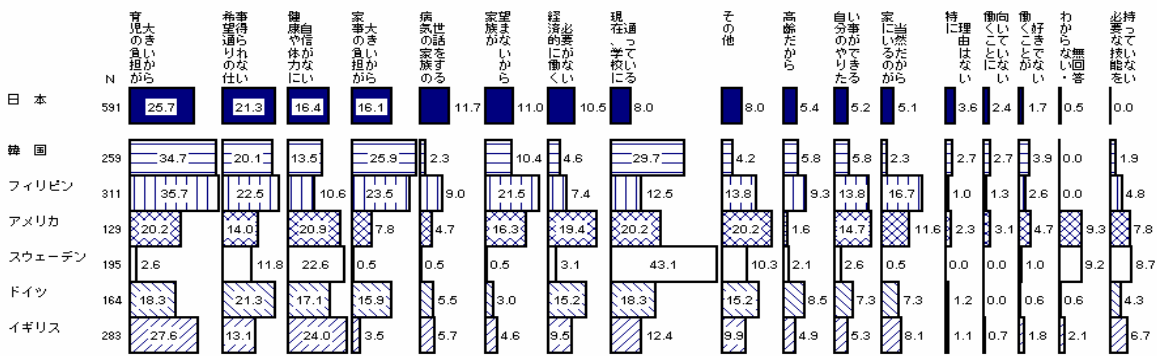 育児の負担が
大きいから
希望通りの仕
事得られない
健康や体力に
自信がない
家事の負担が
大きいから
病気の家族の
世話をする
家族が
望まないから
経済的に働く
必要がない
現在、学校に
通っている
その他
高齢だから
自分のやりた
い事ができる
家にいるのが
当然だから
特に
理由はない
働くことに
向いていない
働くことが
好きでない
わからない・
無回答
必要な技能を
持っていない
N
日本 591 25.7 21.3 16.4 16.1 11.7 11.0 10.5 8.0 8.0 5.4 5.2 5.1 3.6 2.4 1.7 0.5 0.0
韓国 259 34.7 20.1 13.5 25.9 2.3 10.4 4.6 29.7 4.2 5.8 5.8 2.3 2.7 2.7 3.9 0.0 1.9
フィリピン 311 35.7 22.5 10.6 23.5 9.0 21.5 7.4 12.5 13.8 9.3 13.8 16.7 1.0 1.3 2.6 0.0 4.8
アメリカ 129 20.2 14.0 20.9 7.8 4.7 16.3 19.4 20.2 20.2 1.6 14.7 11.6 2.3 3.1 4.7 9.3 7.8
スウェーデン 195 2.6 11.8 22.6 0.5 0.5 0.5 3.1 43.1 10.3 2.1 2.6 0.5 0.0 0.0 1.0 9.2 8.7
ドイツ 164 18.3 21.3 17.1 15.9 5.5 3.0 15.2 18.3 15.2 8.5 7.3 7.3 1.2 0.0 0.6 0.6 4.3
イギリス 283 27.6 13.1 24.0 3.5 5.7 4.6 9.5 12.4 9.9 4.9 5.3 8.1 1.1 0.7 1.8 2.1 6.7